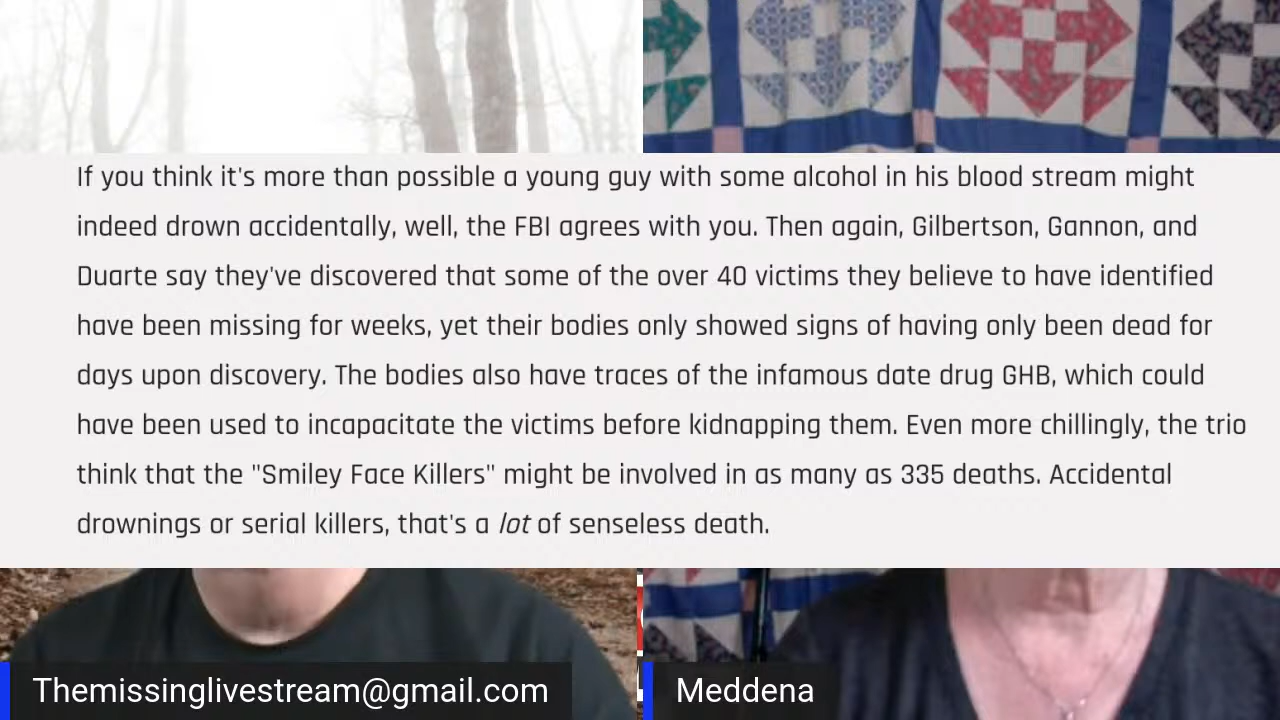 If you think it's more than possible a young guy with some alcohol in his blood stream might
indeed drown accidentally, well, the FBI agrees with you. Then again, Gilbertson, Gannon, and
Duarte say they've discovered that some of the over 40 victims they believe to have identified
have been missing for weeks, yet their bodies only showed signs of having only been dead for
days upon discovery. The bodies also have traces of the infamous date drug GHB, which could
have been used to incapacitate the victims before kidnapping them. Even more chillingly, the trio
think that the "Smiley Face Killers" might be involved in as many as 335 deaths. Accidental
drownings or serial killers, that's a lot of senseless death.
Themissinglivestream@gmail.com
Meddena